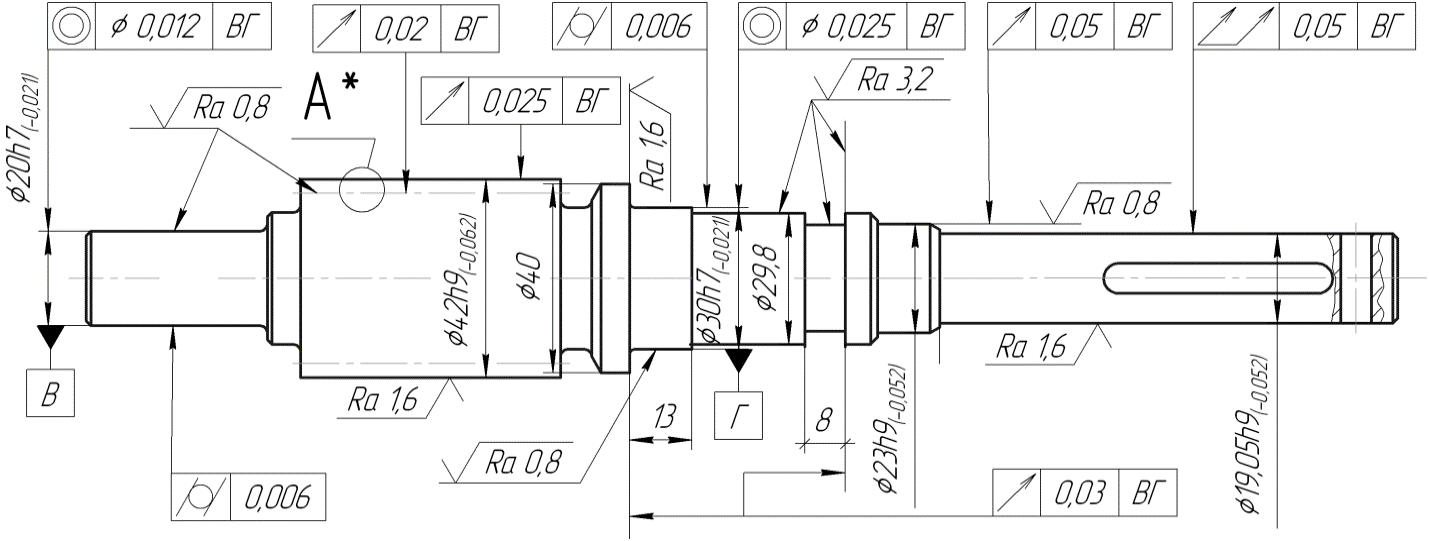 ϕ 0,012 ВГ
0,02 ВГ
0,006
ϕ 0,025 ВГ
0,05 ВГ
0,05 ВГ
А*
0,025 ВГ
Ra 3,2
Ra 0,8
Ra 1,6
Ra 0,8
ϕ20h7(-0,021)
ϕ42h9(-0,062)
ϕ40
ϕ30h7(-0,021)
ϕ29,8
Ra 1,6
Ra 1,6
В
Г
13
8
ϕ23h9(-0,052)
ϕ19,05h9(-0,052)
Ra 0,8
0,006
0,03 ВГ